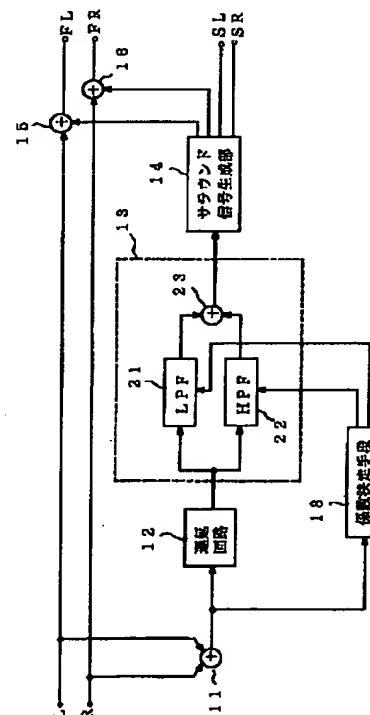 L
R
11
12
遅延
回路
13
21
LPF
HPF
22
23
18
係数決定手段
14
サラウンド
信号生成部
15
16
FL
FR
SL
SR